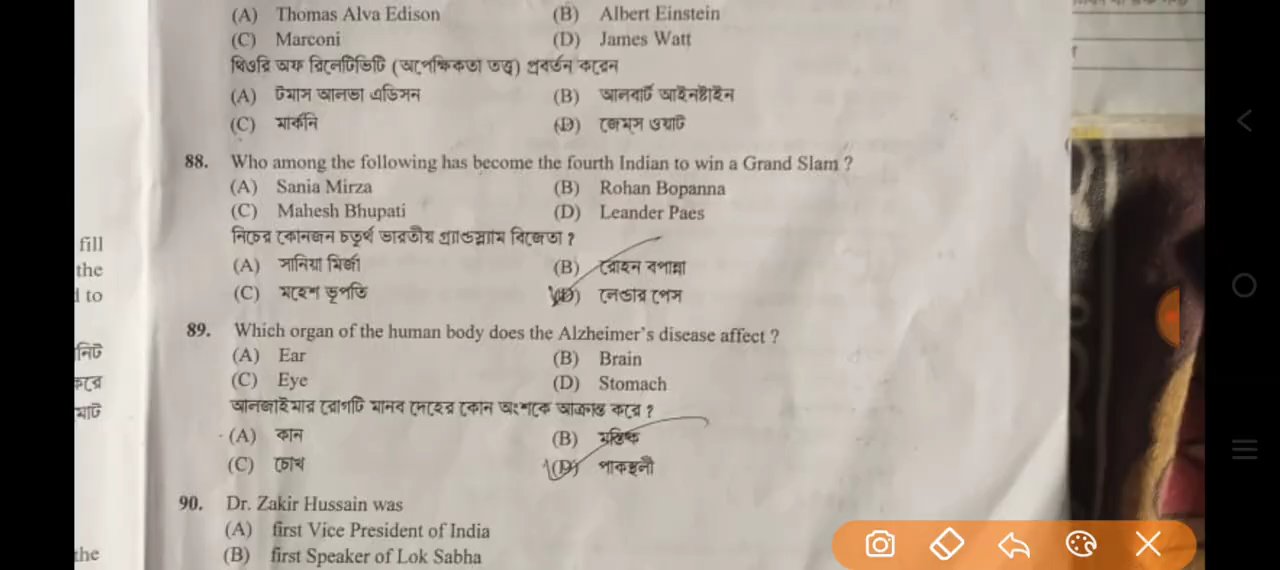 (A) Thomas Alva Edison (B) Albert Einstein
(C) Marconi (D) James Watt
থিওরি অফ রিলেটিভিটি (আপেক্ষিকতা তত্ত্ব) প্রবর্তন করেন
(A) টমাস আলভা এডিসন (B) আলবার্ট আইনষ্টাইন
(C) মার্কনি (D) জেম্‌স ওয়াট
88. Who among the following has become the fourth Indian to win a Grand Slam ?
(A) Sania Mirza (B) Rohan Bopanna
(C) Mahesh Bhupati (D) Leander Paes
নিচের কোনজন চতুর্থ ভারতীয় গ্র্যাণ্ডস্ল্যাম বিজেতা ?
(A) সানিয়া মির্জা (B) রোহন বপান্না
(C) মহেশ ভূপতি (D) লেণ্ডার পেস
89. Which organ of the human body does the Alzheimer's disease affect ?
(A) Ear (B) Brain
(C) Eye (D) Stomach
আলজাইমার রোগটি মানব দেহের কোন অংশকে আক্রান্ত করে ?
(A) কান (B) মস্তিষ্ক
(C) চোখ (D) পাকস্থলী
90. Dr. Zakir Hussain was
(A) first Vice President of India
(B) first Speaker of Lok Sabha
fill
the
to
নিট
করে
মাট
the